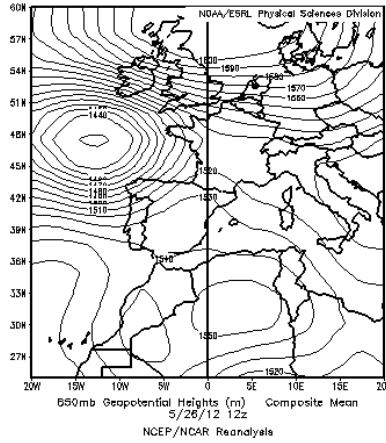 60N NOAA/ESRL Physical Sciences Division
57N
54N
51N
48N
45N
42N
39N
36N
33N
30N
27N
1600
1590
1580
1570
1560
1440
1520
1530
1510
1510
1550
1520
20W 15W 10W 5W 0 5E 10E 15E 20
850mb Geopotential Heights (m) Composite Mean
5/26/12 12z
NCEP/NCAR Reanalysis